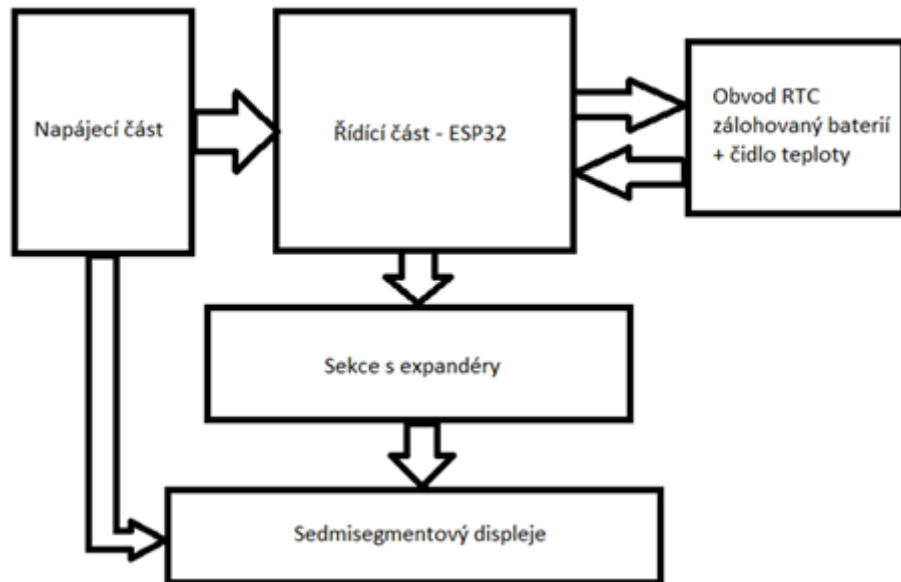 Napájecí část
Řídící část - ESP32
Obvod RTC
zálohovaný baterií
+ čidlo teploty
Sekce s expandéry
Sedmisegmentový displeje